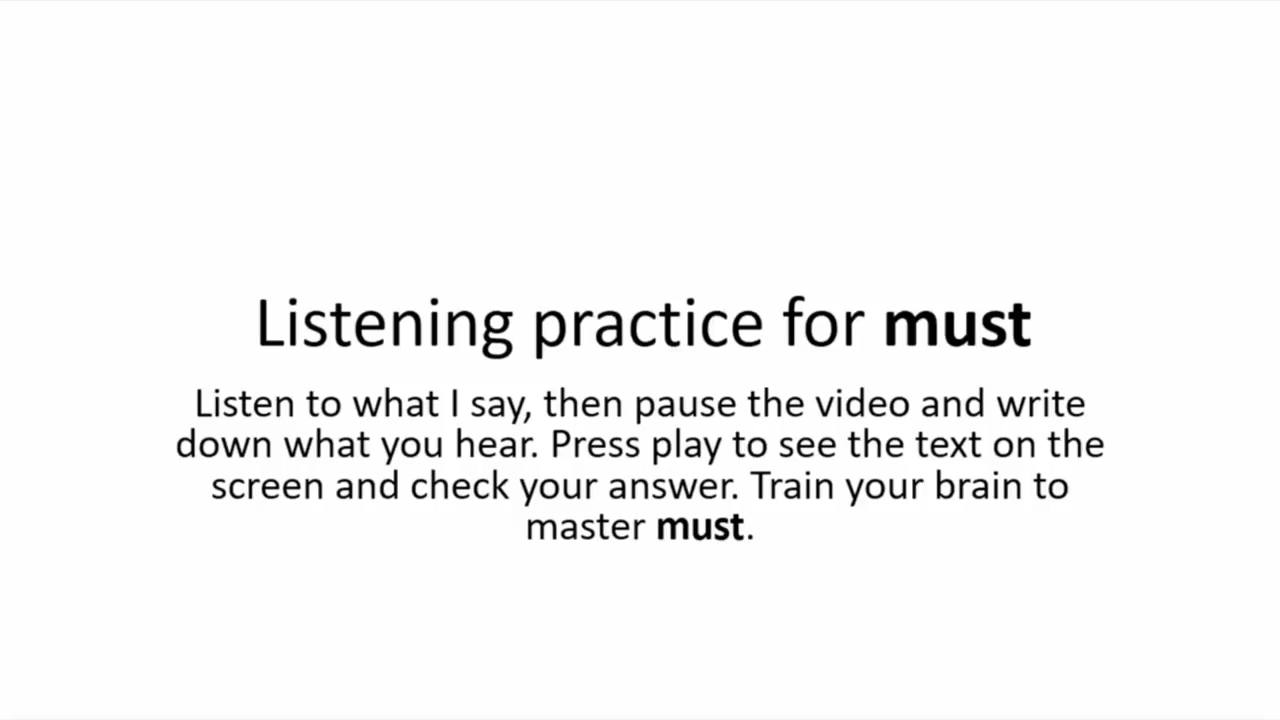 Listening practice for must
Listen to what I say, then pause the video and write
down what you hear. Press play to see the text on the
screen and check your answer. Train your brain to
master must.